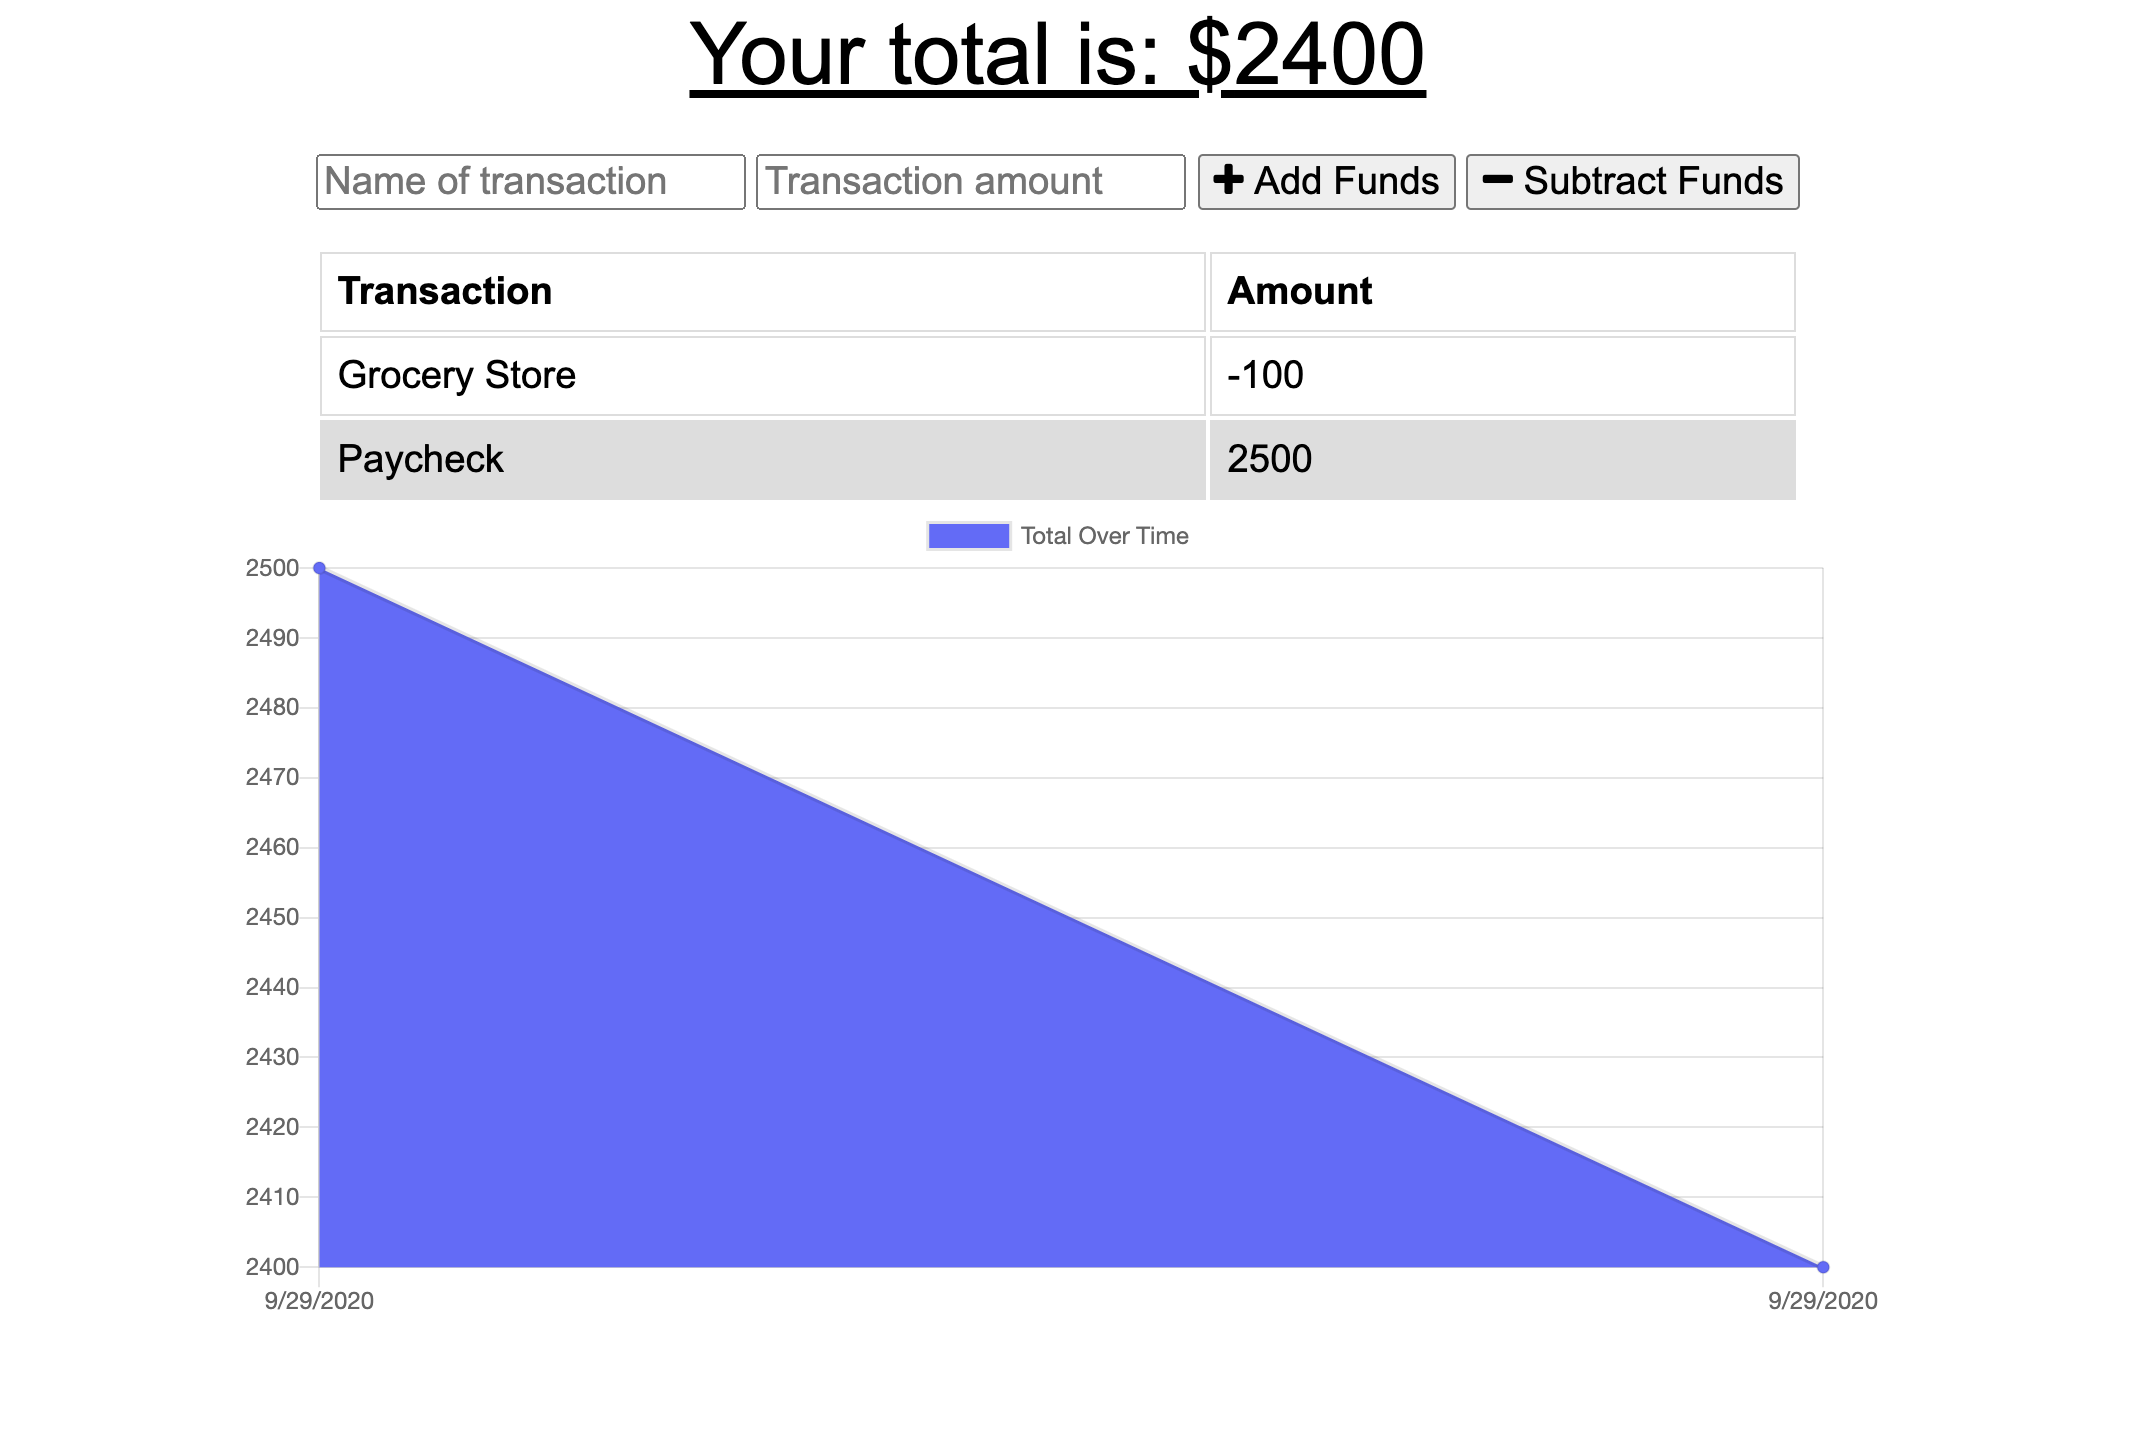 Your total is: $2400
Name of transaction Transaction amount Add Funds Subtract Funds
Transaction Amount
Grocery Store -100
Paycheck 2500
Total Over Time
2500
2490
2480
2470
2460
2450
2440
2430
2420
2410
2400
9/29/2020 9/29/2020